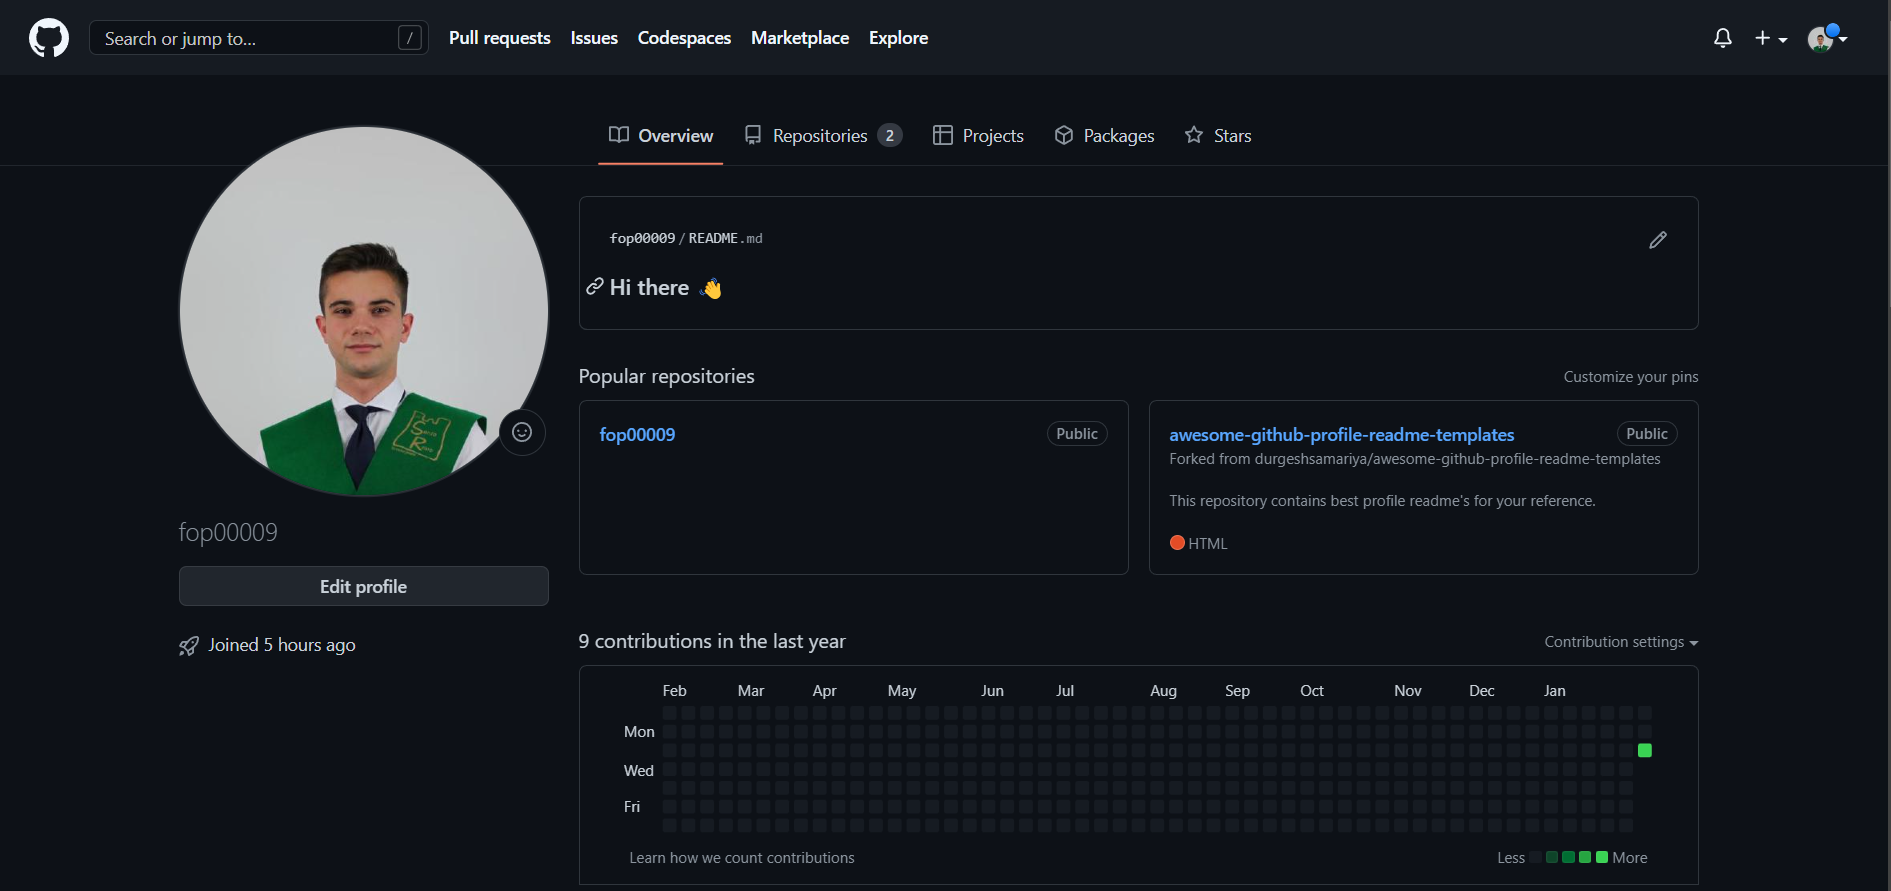 Search or jump to...
/
Pull requests
Issues
Codespaces
Marketplace
Explore
Overview
Repositories 2
Projects
Packages
Stars
fop00009/README.md
Hi there 👋
Popular repositories
Customize your pins
fop00009
Public
awesome-github-profile-readme-templates
Public
Forked from durgeshsamariya/awesome-github-profile-readme-templates
This repository contains best profile readme's for your reference.
HTML
fop00009
Edit profile
Joined 5 hours ago
9 contributions in the last year
Contribution settings
Feb Mar Apr May Jun Jul Aug Sep Oct Nov Dec Jan
Mon
Wed
Fri
Learn how we count contributions
Less
More